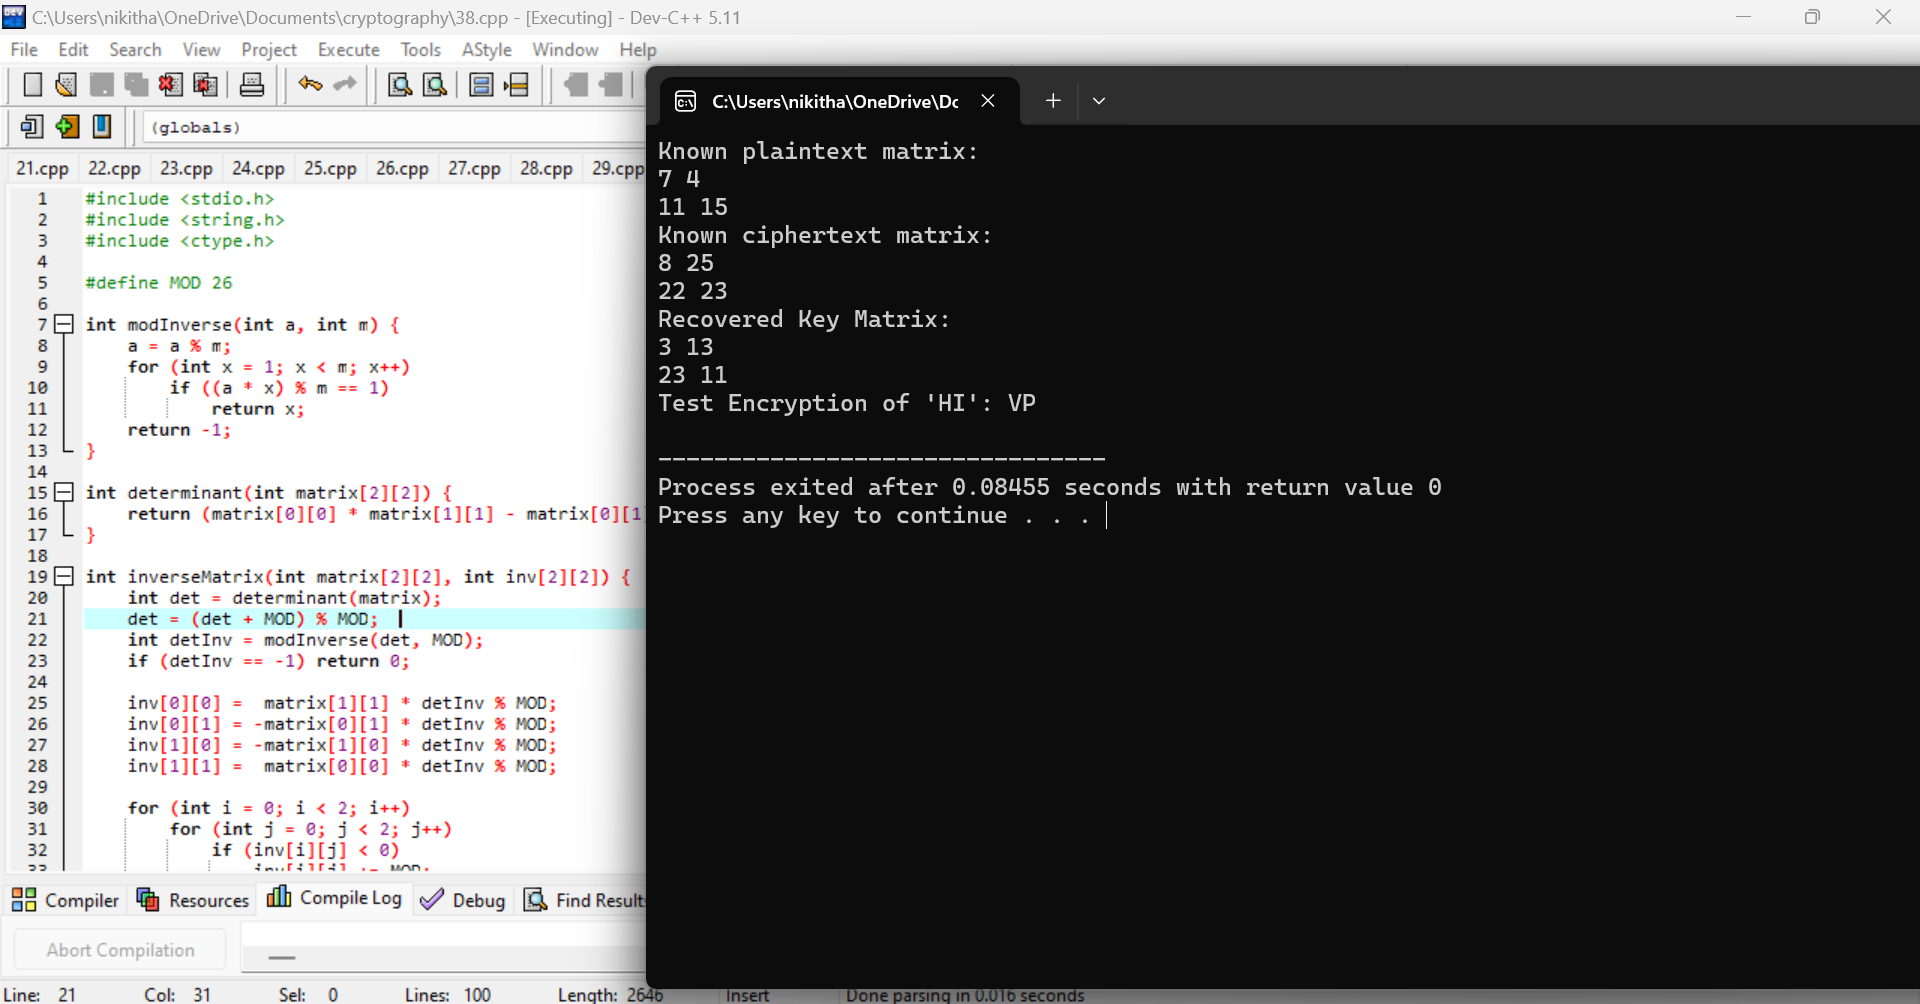 C:\Users\nikitha\OneDrive\Documents\cryptography\38.cpp - [Executing] - Dev-C++ 5.11
File Edit Search View Project Execute Tools AStyle Window Help
(globals)
21.cpp 22.cpp 23.cpp 24.cpp 25.cpp 26.cpp 27.cpp 28.cpp 29.cpp
1 #include <stdio.h>
2 #include <string.h>
3 #include <ctype.h>
4
5 #define MOD 26
6
7 int modInverse(int a, int m) {
8 a = a % m;
9 for (int x = 1; x < m; x++)
10 if ((a * x) % m == 1)
11 return x;
12 return -1;
13 }
14
15 int determinant(int matrix[2][2]) {
16 return (matrix[0][0] * matrix[1][1] - matrix[0][1]
17 }
18
19 int inverseMatrix(int matrix[2][2], int inv[2][2]) {
20 int det = determinant(matrix);
21 det = (det + MOD) % MOD;
22 int detInv = modInverse(det, MOD);
23 if (detInv == -1) return 0;
24
25 inv[0][0] = matrix[1][1] * detInv % MOD;
26 inv[0][1] = -matrix[0][1] * detInv % MOD;
27 inv[1][0] = -matrix[1][0] * detInv % MOD;
28 inv[1][1] = matrix[0][0] * detInv % MOD;
29
30 for (int i = 0; i < 2; i++)
31 for (int j = 0; j < 2; j++)
32 if (inv[i][j] < 0)
33 inv[i][j] += MOD;
Compiler Resources Compile Log Debug Find Results
Abort Compilation
Line: 21 Col: 31 Sel: 0 Lines: 100 Length: 2646 Insert Done parsing in 0.016 seconds
C:\Users\nikitha\OneDrive\Dc
Known plaintext matrix:
7 4
11 15
Known ciphertext matrix:
8 25
22 23
Recovered Key Matrix:
3 13
23 11
Test Encryption of 'HI': VP
--------------------------------
Process exited after 0.08455 seconds with return value 0
Press any key to continue . . .